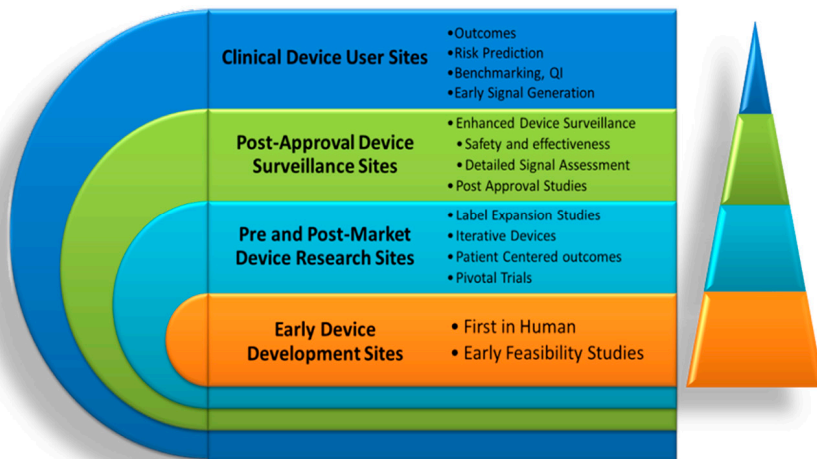 Clinical Device User Sites
•Outcomes
•Risk Prediction
•Benchmarking, QI
•Early Signal Generation
Post-Approval Device
Surveillance Sites
• Enhanced Device Surveillance
• Safety and effectiveness
• Detailed Signal Assessment
• Post Approval Studies
Pre and Post-Market
Device Research Sites
• Label Expansion Studies
• Iterative Devices
• Patient Centered outcomes
• Pivotal Trials
Early Device
Development Sites
• First in Human
• Early Feasibility Studies